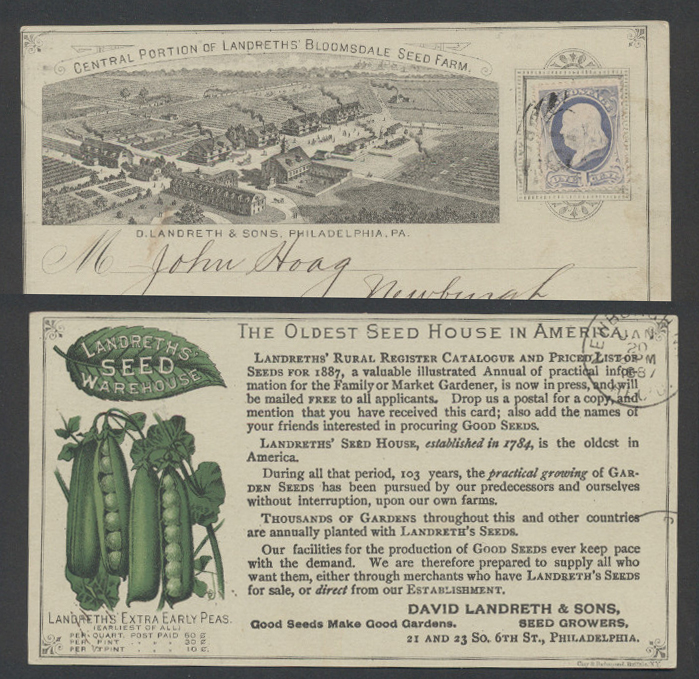 CENTRAL PORTION OF LANDRETHS' BLOOMSDALE SEED FARM.
D. LANDRETH & SONS, PHILADELPHIA, PA.
M John Hoag
Newburgh
LANDRETHS'
SEED
WAREHOUSE
THE OLDEST SEED HOUSE IN AMERICA.
LANDRETHS' RURAL REGISTER CATALOGUE AND PRICED LIST OF
SEEDS FOR 1887, a valuable illustrated Annual of practical infor-
mation for the Family or Market Gardener, is now in press, and will
be mailed FREE to all applicants. Drop us a postal for a copy, and
mention that you have received this card; also add the names of
your friends interested in procuring GOOD SEEDS.
LANDRETHS' SEED HOUSE, established in 1784, is the oldest in
America.
During all that period, 103 years, the practical growing of GAR-
DEN SEEDS has been pursued by our predecessors and ourselves
without interruption, upon our own farms.
THOUSANDS OF GARDENS throughout this and other countries
are annually planted with LANDRETH'S SEEDS.
Our facilities for the production of GOOD SEEDS ever keep pace
with the demand. We are therefore prepared to supply all who
want them, either through merchants who have LANDRETH'S SEEDS
for sale, or direct from our ESTABLISHMENT.
DAVID LANDRETH & SONS,
Good Seeds Make Good Gardens. SEED GROWERS,
21 AND 23 SO. 6TH ST., PHILADELPHIA.
LANDRETHS' EXTRA EARLY PEAS.
(EARLIEST OF ALL)
PER QUART. POST PAID 60 ¢
PER PINT " " 35 ¢
PER ½ PINT " " 10 ¢.
JAN
20
PM